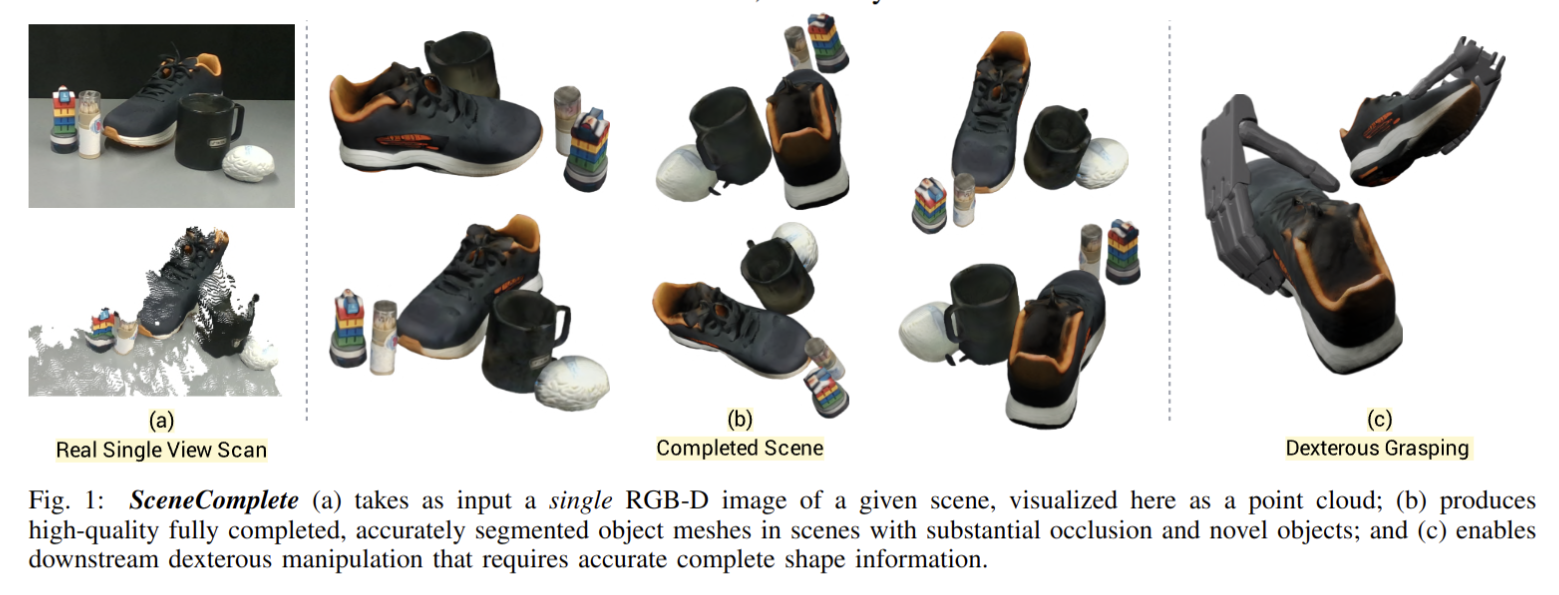 (a)
Real Single View Scan
(b)
Completed Scene
(c)
Dexterous Grasping
Fig. 1: SceneComplete (a) takes as input a single RGB-D image of a given scene, visualized here as a point cloud; (b) produces
high-quality fully completed, accurately segmented object meshes in scenes with substantial occlusion and novel objects; and (c) enables
downstream dexterous manipulation that requires accurate complete shape information.